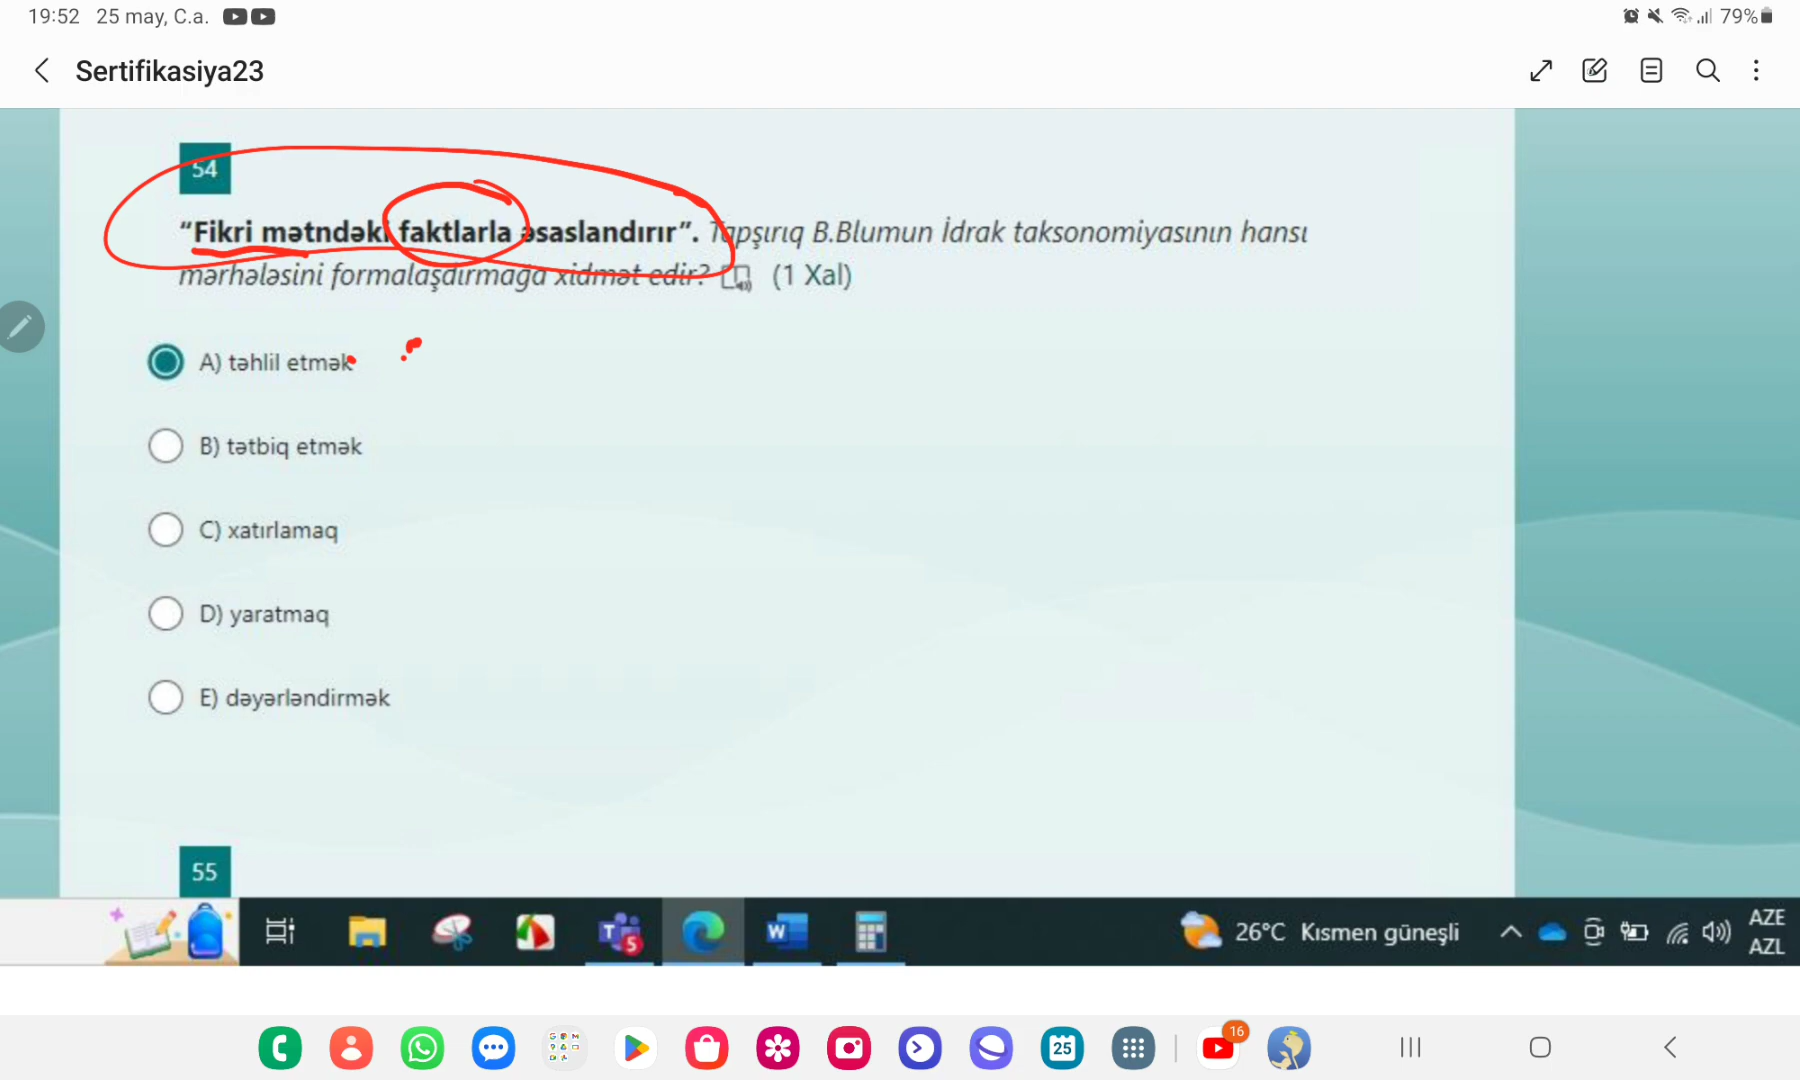 19:52 25 may, C.a. 79%
Sertifikasiya23
54
“Fikri mətndəki faktlarla əsaslandırır”. Tapşırıq B.Blumun İdrak taksonomiyasının hansı
mərhələsini formalaşdırmağa xidmət edir? (1 Xal)
A) təhlil etmək
B) tətbiq etmək
C) xatırlamaq
D) yaratmaq
E) dəyərləndirmək
55
T 5 W 26°C Kısmen güneşli AZE
AZL
25 16